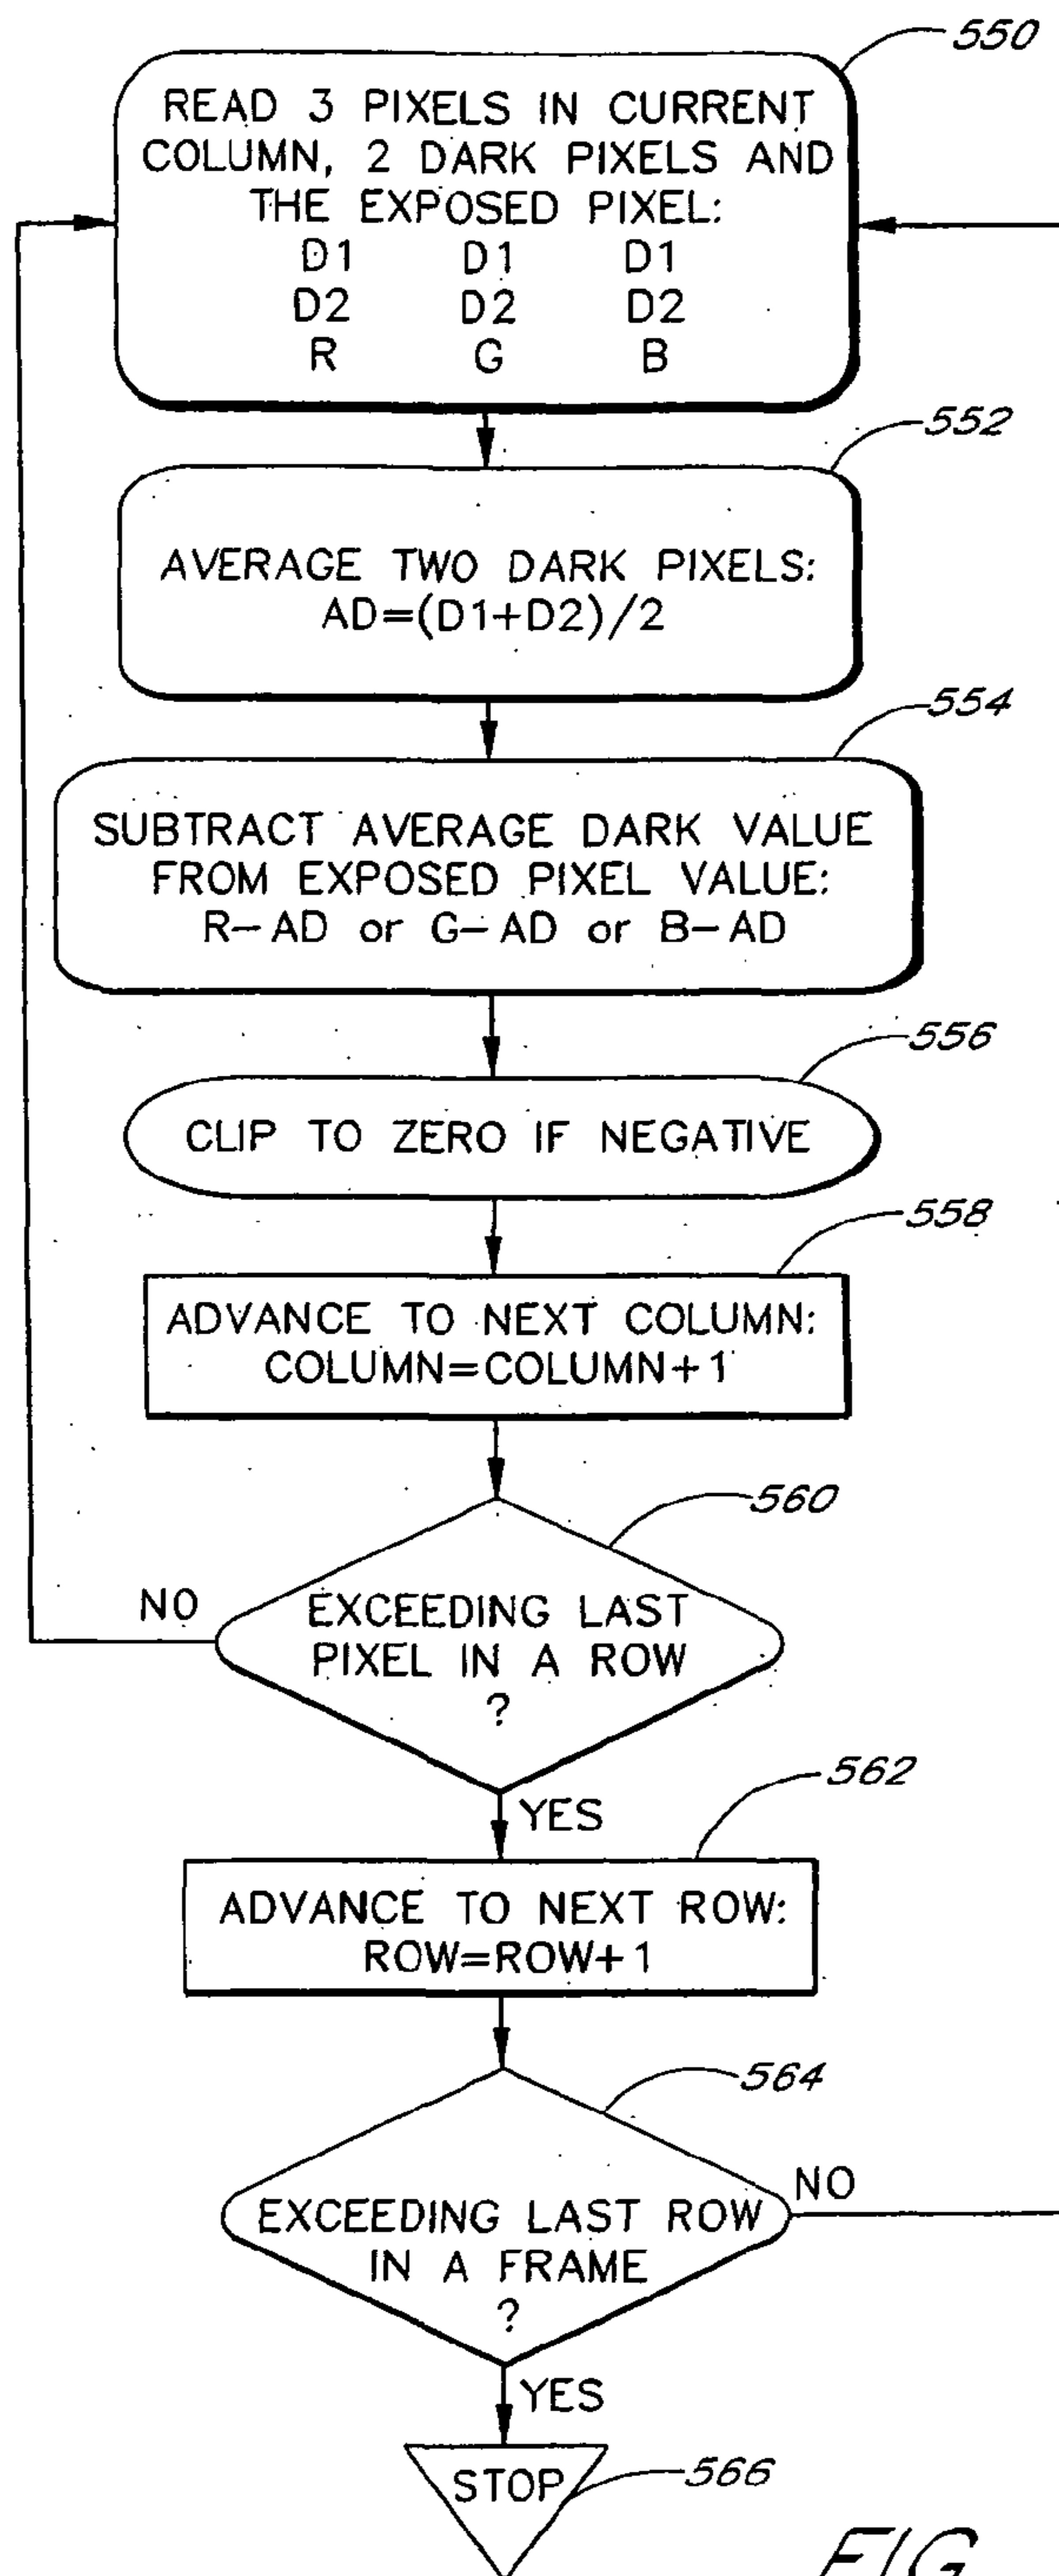 550
READ 3 PIXELS IN CURRENT
COLUMN, 2 DARK PIXELS AND
THE EXPOSED PIXEL:
D1 D1 D1
D2 D2 D2
R G B
552
AVERAGE TWO DARK PIXELS:
AD=(D1+D2)/2
554
SUBTRACT AVERAGE DARK VALUE
FROM EXPOSED PIXEL VALUE:
R-AD or G-AD or B-AD
556
CLIP TO ZERO IF NEGATIVE
558
ADVANCE TO NEXT COLUMN:
COLUMN=COLUMN+1
560
NO
EXCEEDING LAST
PIXEL IN A ROW
?
YES
562
ADVANCE TO NEXT ROW:
ROW=ROW+1
564
NO
EXCEEDING LAST ROW
IN A FRAME
?
YES
STOP
566
FIG